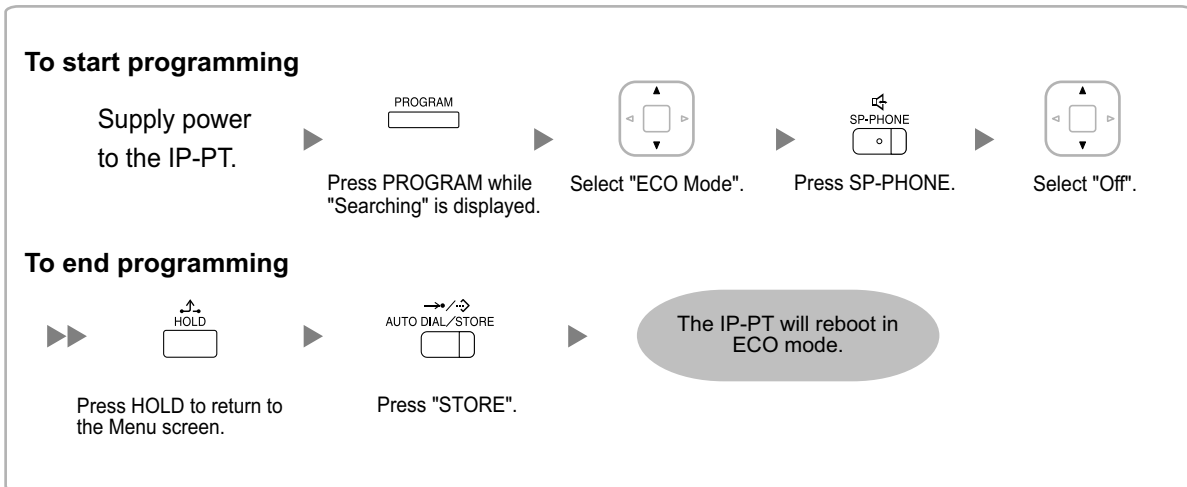 To start programming
Supply power
to the IP-PT.
PROGRAM
Press PROGRAM while
"Searching" is displayed.
Select "ECO Mode".
SP-PHONE
Press SP-PHONE.
Select "Off".
To end programming
HOLD
Press HOLD to return to
the Menu screen.
AUTO DIAL/STORE
Press "STORE".
The IP-PT will reboot in
ECO mode.